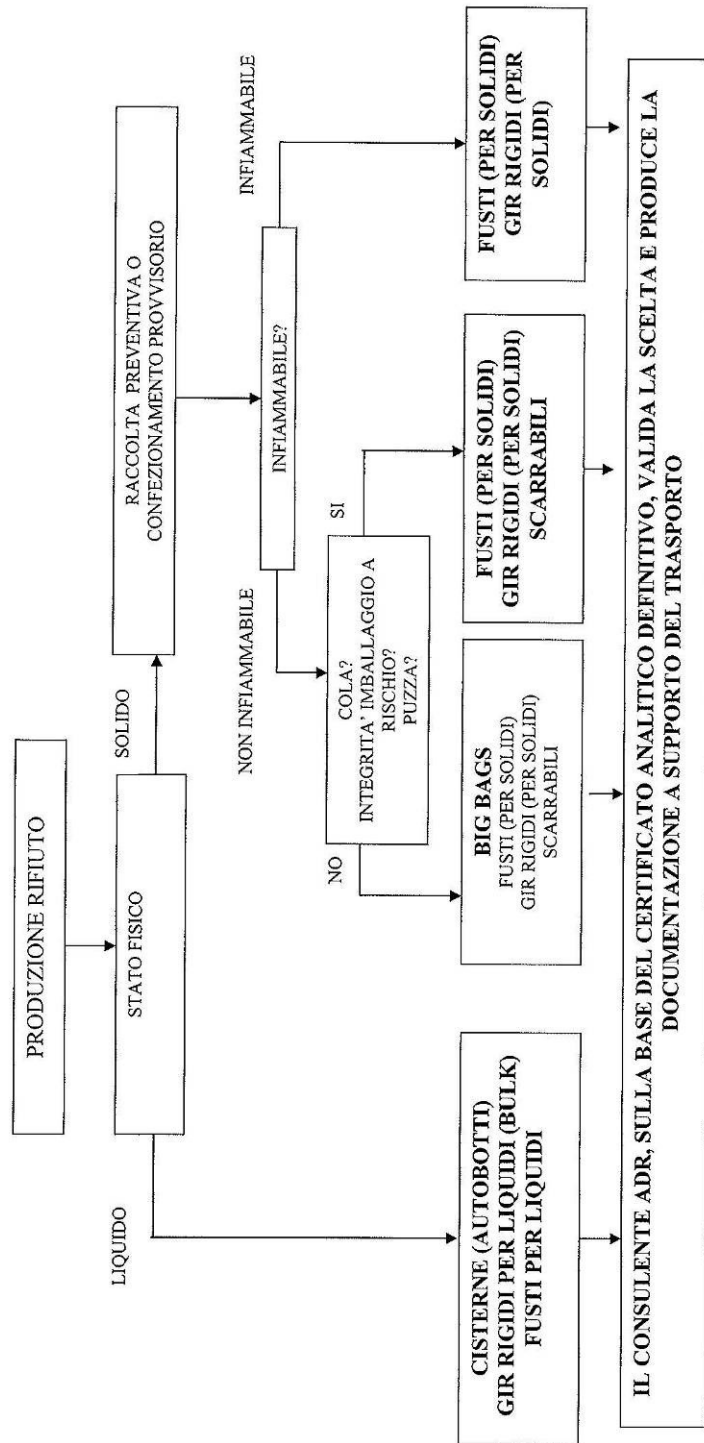 PRODUZIONE RIFIUTO
STATO FISICO
LIQUIDO
SOLIDO
RACCOLTA PREVENTIVA O
CONFEZIONAMENTO PROVVISORIO
INFIAMMABILE?
NON INFIAMMABILE
INFIAMMABILE
COLA?
INTEGRITA' IMBALLAGGIO A
RISCHIO?
PUZZA?
NO
SI
CISTERNE (AUTOBOTTI)
GIR RIGIDI PER LIQUIDI (BULK)
FUSTI PER LIQUIDI
BIG BAGS
FUSTI (PER SOLIDI)
GIR RIGIDI (PER SOLIDI)
SCARRABILI
FUSTI (PER SOLIDI)
GIR RIGIDI (PER SOLIDI)
SCARRABILI
FUSTI (PER SOLIDI)
GIR RIGIDI (PER
SOLIDI)
IL CONSULENTE ADR, SULLA BASE DEL CERTIFICATO ANALITICO DEFINITIVO, VALIDA LA SCELTA E PRODUCE LA
DOCUMENTAZIONE A SUPPORTO DEL TRASPORTO